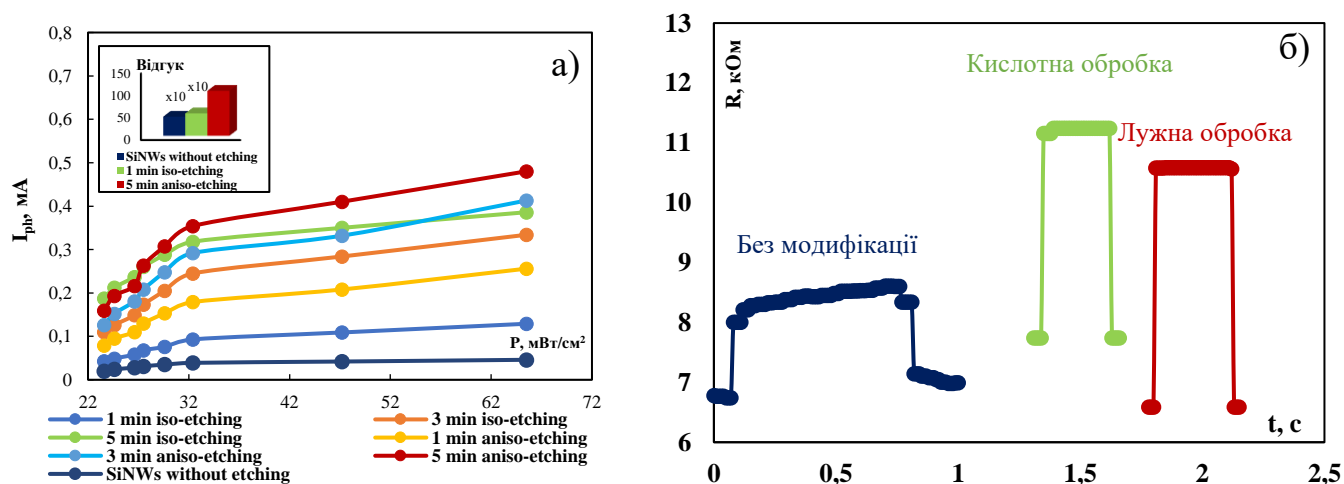 а)
0,8
0,7
0,6
0,5
0,4
0,3
0,2
0,1
0
I_ph, мА
Відгук
150
100
50
0
x10
x10
SiNWs without etching
1 min iso-etching
5 min aniso-etching
P, мВт/см²
22
32
42
52
62
72
1 min iso-etching
3 min iso-etching
5 min iso-etching
1 min aniso-etching
3 min aniso-etching
5 min aniso-etching
SiNWs without etching
б)
13
12
11
10
9
8
7
6
R, кОм
Кислотна обробка
Лужна обробка
Без модифікації
t, с
0
0,5
1
1,5
2
2,5